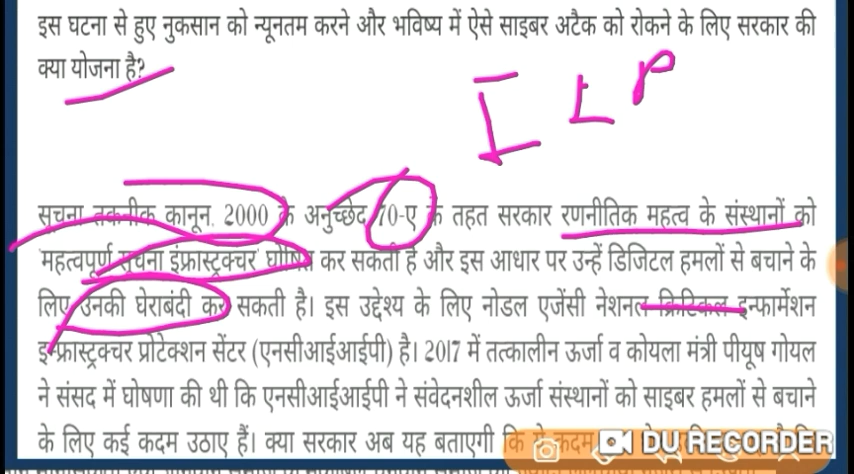 इस घटना से हुए नुकसान को न्यूनतम करने और भविष्य में ऐसे साइबर अटैक को रोकने के लिए सरकार की
क्या योजना है?
I L P
सूचना तकनीक कानून, 2000 के अनुच्छेद 70-ए के तहत सरकार रणनीतिक महत्व के संस्थानों को
'महत्वपूर्ण सूचना इंफ्रास्ट्रक्चर' घोषित कर सकती है और इस आधार पर उन्हें डिजिटल हमलों से बचाने के
लिए उनकी घेराबंदी कर सकती है। इस उद्देश्य के लिए नोडल एजेंसी नेशनल क्रिटिकल इन्फार्मेशन
इन्फ्रास्ट्रक्चर प्रोटेक्शन सेंटर (एनसीआईआईपी) है। 2017 में तत्कालीन ऊर्जा व कोयला मंत्री पीयूष गोयल
ने संसद में घोषणा की थी कि एनसीआईआईपी ने संवेदनशील ऊर्जा संस्थानों को साइबर हमलों से बचाने
के लिए कई कदम उठाए हैं। क्या सरकार अब यह बताएगी कि
DU RECORDER